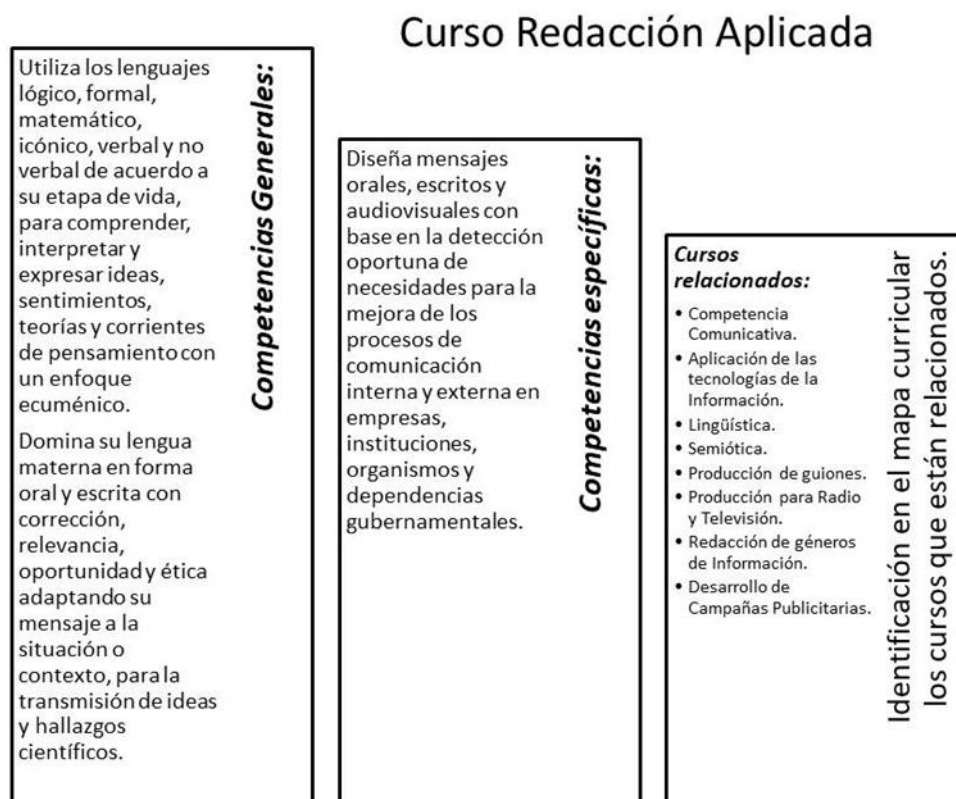 Curso Redacción Aplicada
Utiliza los lenguajes
lógico, formal,
matemático,
icónico, verbal y no
verbal de acuerdo a
su etapa de vida,
para comprender,
interpretar y
expresar ideas,
sentimientos,
teorías y corrientes
de pensamiento con
un enfoque
ecuménico.
Domina su lengua
materna en forma
oral y escrita con
corrección,
relevancia,
oportunidad y ética
adaptando su
mensaje a la
situación o
contexto, para la
transmisión de ideas
y hallazgos
científicos.
Competencias Generales:
Diseña mensajes
orales, escritos y
audiovisuales con
base en la detección
oportuna de
necesidades para la
mejora de los
procesos de
comunicación
interna y externa en
empresas,
instituciones,
organismos y
dependencias
gubernamentales.
Competencias específicas:
Cursos
relacionados:
• Competencia
Comunicativa.
• Aplicación de las
tecnologías de la
Información.
• Lingüística.
• Semiótica.
• Producción de guiones.
• Producción para Radio
y Televisión.
• Redacción de géneros
de Información.
• Desarrollo de
Campañas Publicitarias.
Identificación en el mapa curricular
los cursos que están relacionados.